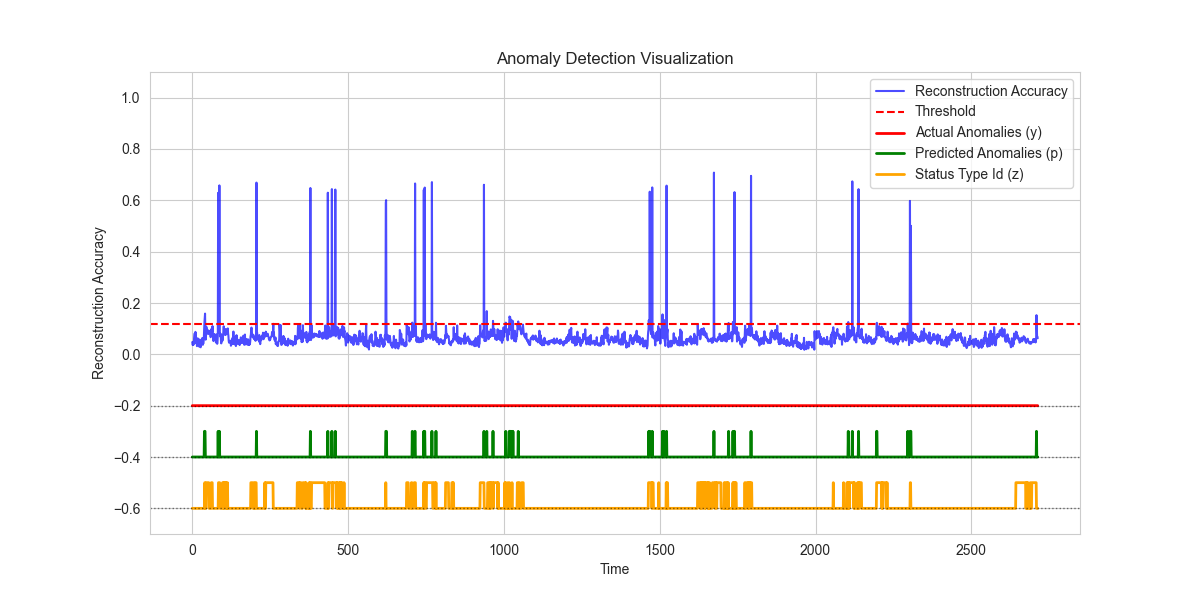 Anomaly Detection Visualization
Reconstruction Accuracy
1.0
0.8
0.6
0.4
0.2
0.0
−0.2
−0.4
−0.6
Reconstruction Accuracy
Threshold
Actual Anomalies (y)
Predicted Anomalies (p)
Status Type Id (z)
0 500 1000 1500 2000 2500
Time